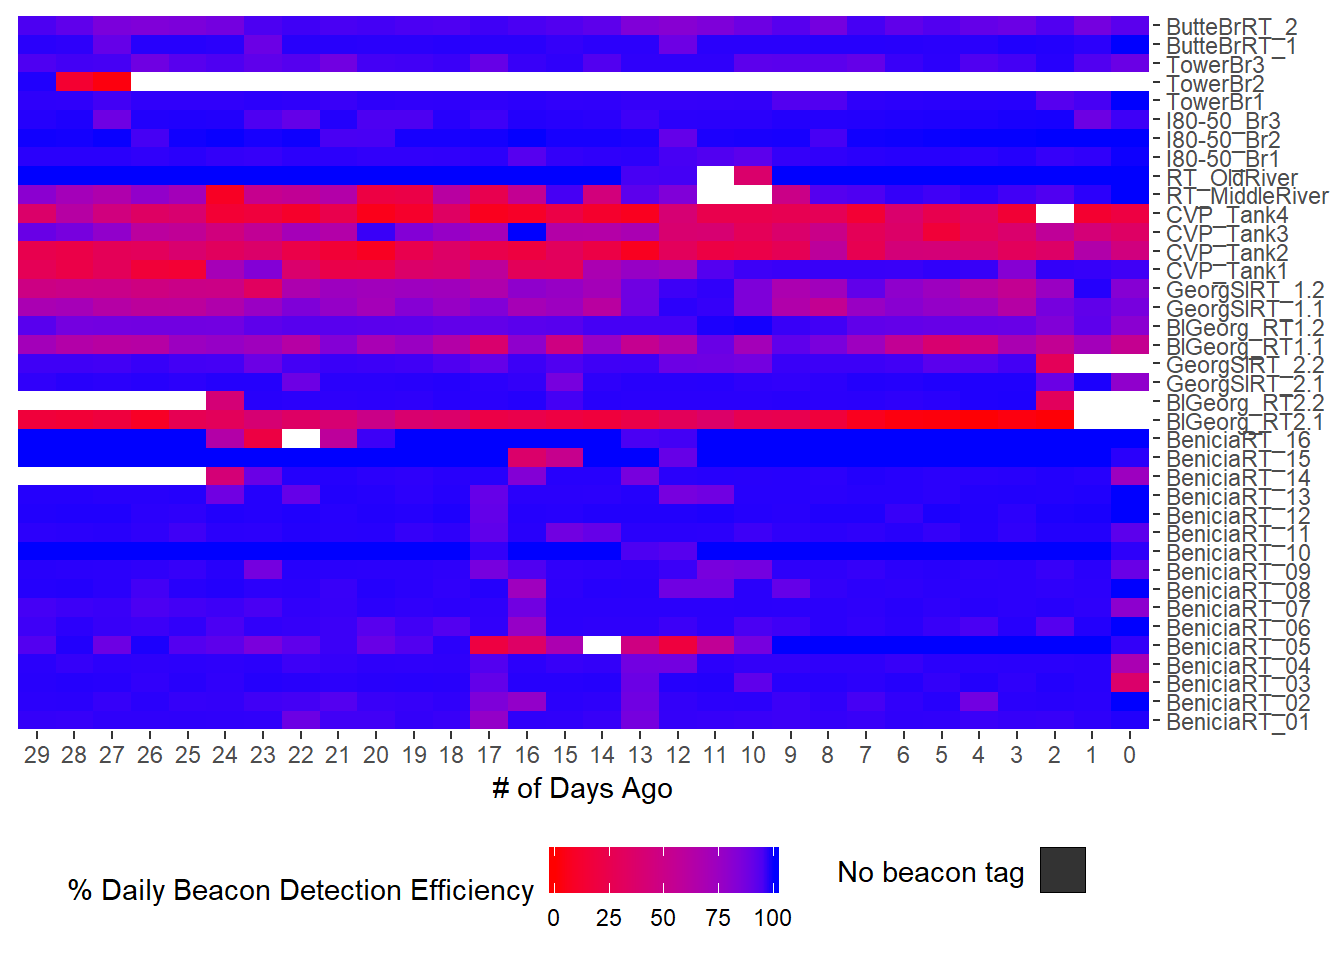 ButteBrRT_2
ButteBrRT_1
TowerBr3
TowerBr2
TowerBr1
I80-50_Br3
I80-50_Br2
I80-50_Br1
RT_OldRiver
RT_MiddleRiver
CVP_Tank4
CVP_Tank3
CVP_Tank2
CVP_Tank1
GeorgSlRT_1.2
GeorgSlRT_1.1
BlGeorg_RT1.2
BlGeorg_RT1.1
GeorgSlRT_2.2
GeorgSlRT_2.1
BlGeorg_RT2.2
BlGeorg_RT2.1
BeniciaRT_16
BeniciaRT_15
BeniciaRT_14
BeniciaRT_13
BeniciaRT_12
BeniciaRT_11
BeniciaRT_10
BeniciaRT_09
BeniciaRT_08
BeniciaRT_07
BeniciaRT_06
BeniciaRT_05
BeniciaRT_04
BeniciaRT_03
BeniciaRT_02
BeniciaRT_01
29 28 27 26 25 24 23 22 21 20 19 18 17 16 15 14 13 12 11 10 9 8 7 6 5 4 3 2 1 0
# of Days Ago
% Daily Beacon Detection Efficiency
0 25 50 75 100
No beacon tag